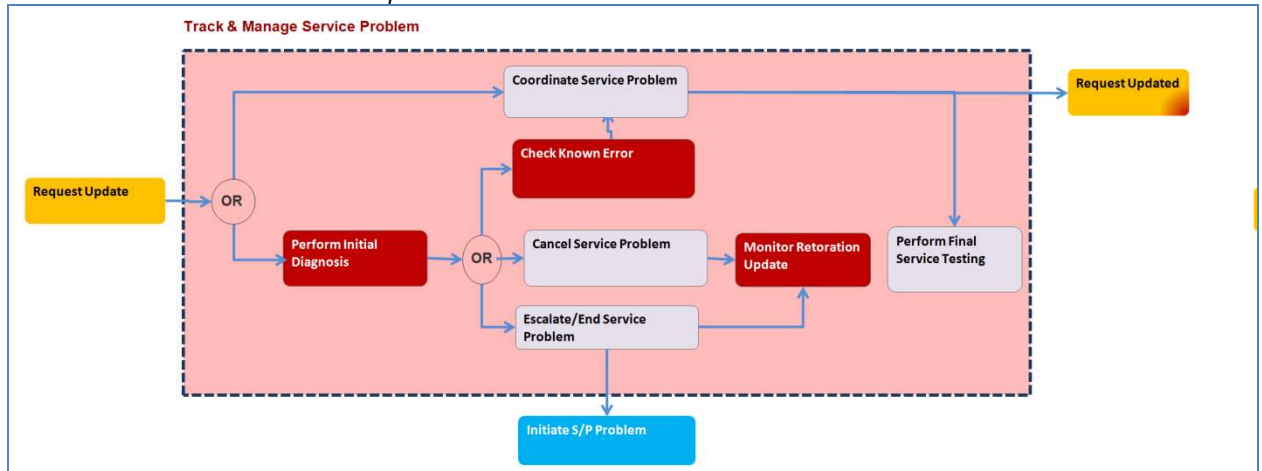 Track & Manage Service Problem
Coordinate Service Problem
Request Updated
Check Known Error
Request Update
OR
Perform Initial
Diagnosis
OR
Cancel Service Problem
Monitor Retoration
Update
Perform Final
Service Testing
Escalate/End Service
Problem
Initiate S/P Problem